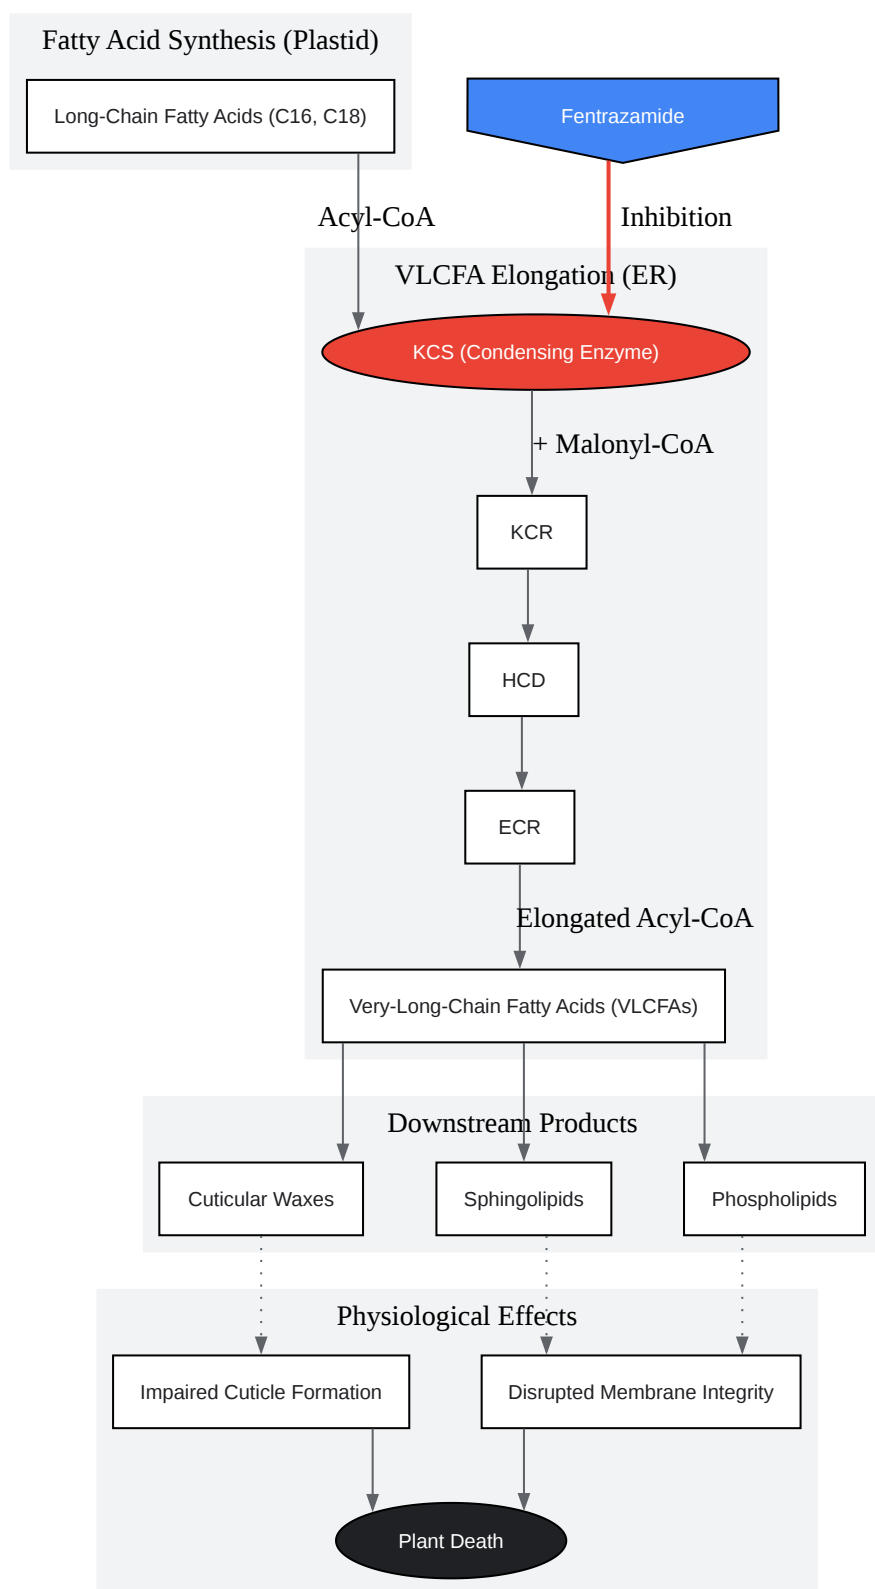 Fatty Acid Synthesis (Plastid)
Long-Chain Fatty Acids (C16, C18)
Fentrazamide
Acyl-CoA
Inhibition
VLCFA Elongation (ER)
KCS (Condensing Enzyme)
+ Malonyl-CoA
KCR
HCD
ECR
Elongated Acyl-CoA
Very-Long-Chain Fatty Acids (VLCFAs)
Downstream Products
Cuticular Waxes
Sphingolipids
Phospholipids
Physiological Effects
Impaired Cuticle Formation
Disrupted Membrane Integrity
Plant Death